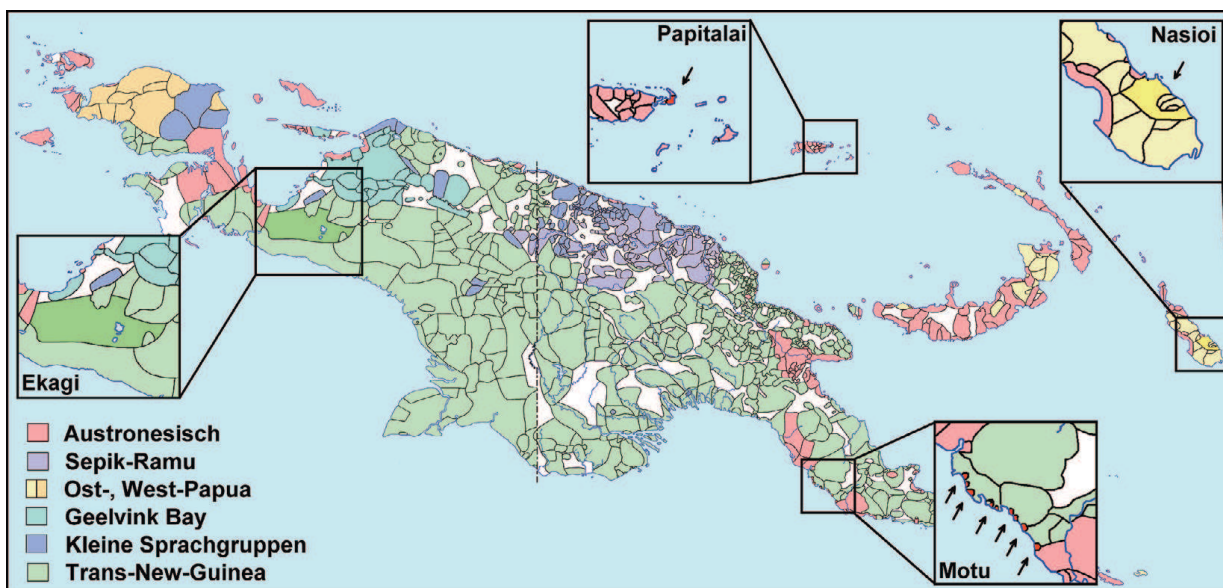 Papitalai
Nasioi
Ekagi
Motu
Austronesisch
Sepik-Ramu
Ost-, West-Papua
Geelvink Bay
Kleine Sprachgruppen
Trans-New-Guinea